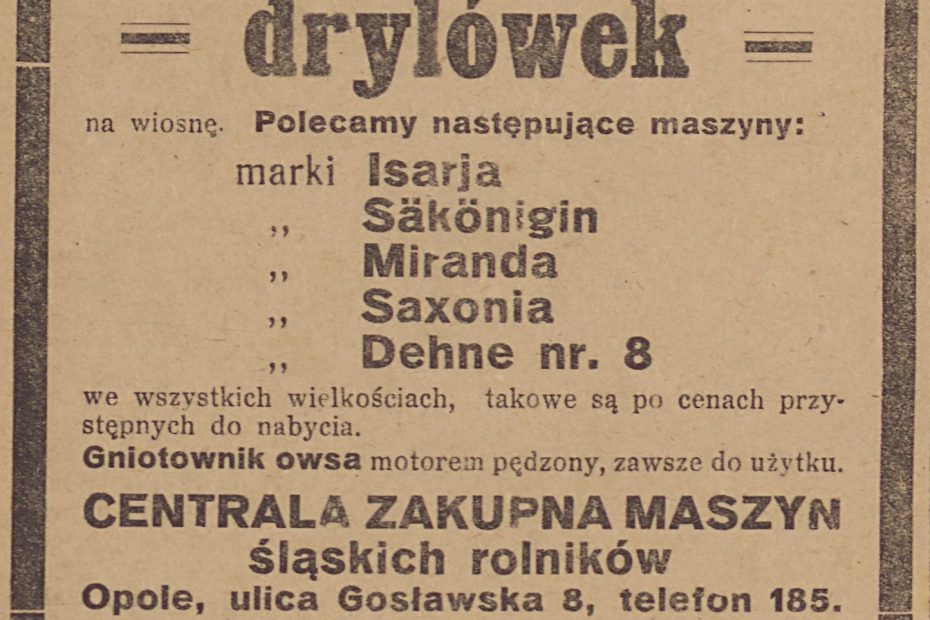 drylówek
na wiosnę. Polecamy następujące maszyny:
marki Isarja
„ Säkönigin
„ Miranda
„ Saxonia
„ Dehne nr. 8
we wszystkich wielkościach, takowe są po cenach przy-
stępnych do nabycia.
Gniotownik owsa motorem pędzony, zawsze do użytku.
CENTRALA ZAKUPNA MASZYN
śląskich rolników
Opole, ulica Gosławska 8, telefon 185.